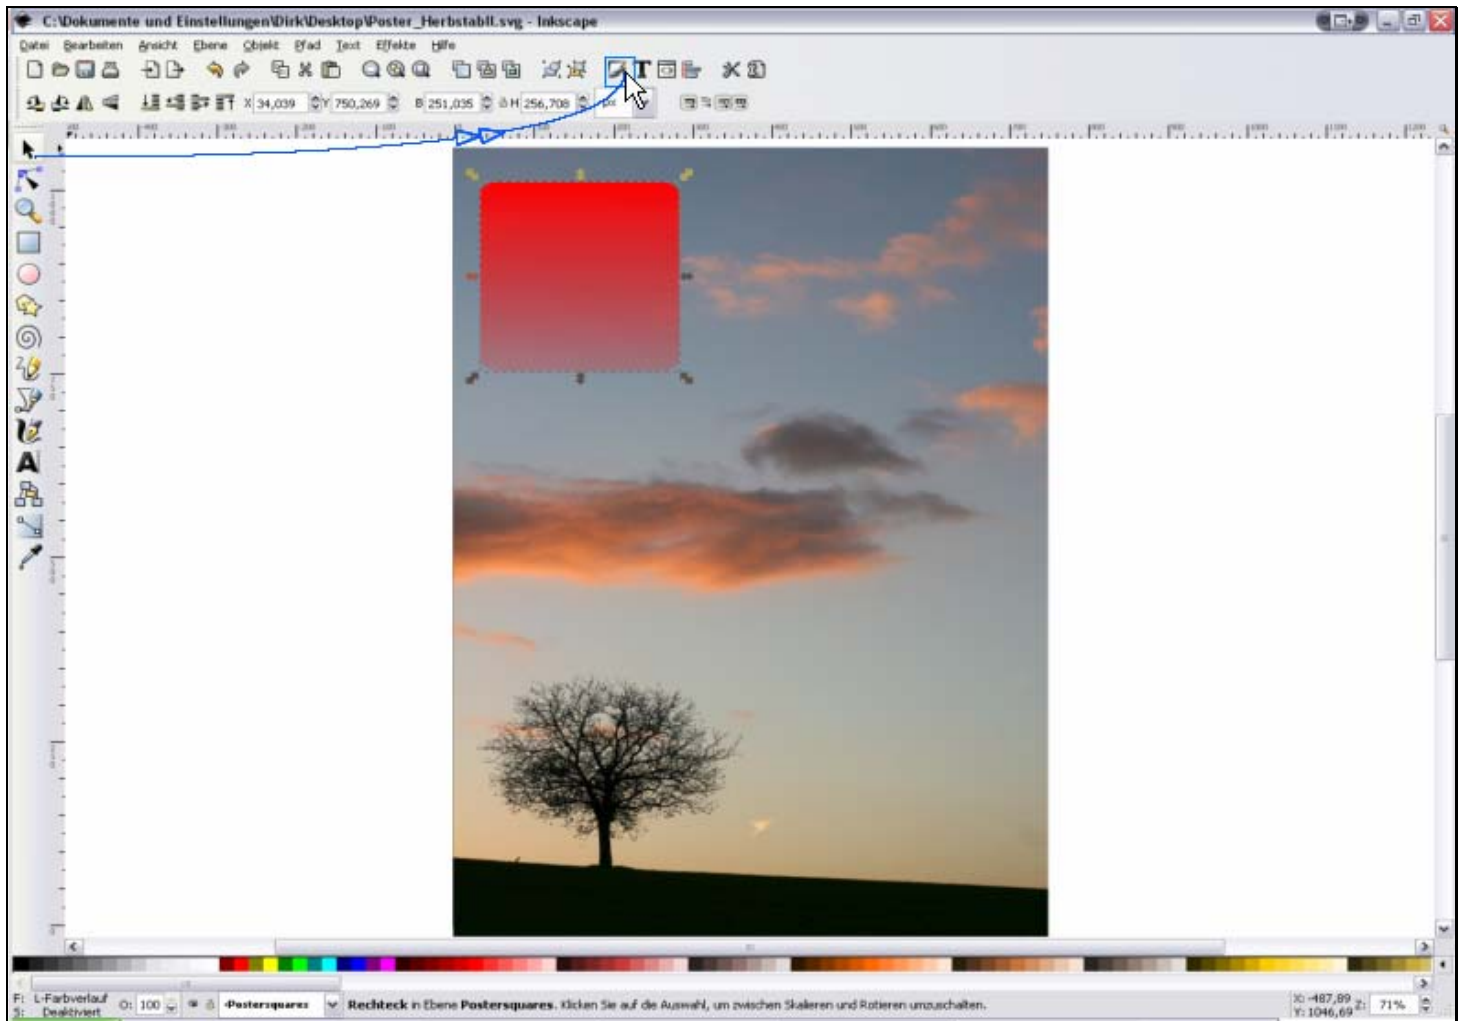 C:\Dokumente und Einstellungen\Dirk\Desktop\Poster_Herbstabll.svg - Inkscape
Datei Bearbeiten Ansicht Ebene Objekt Pfad Text Effekte Hilfe
X 34,039 Y 750,269 B 251,035 H 256,708 px
F: L-Farbverlauf O: 100 Postersquares Rechteck in Ebene Postersquares. Klicken Sie auf die Auswahl, um zwischen Skalieren und Rotieren umzuschalten. X: -487,89 Z: 71%
S: Deaktiviert Y: 1046,69